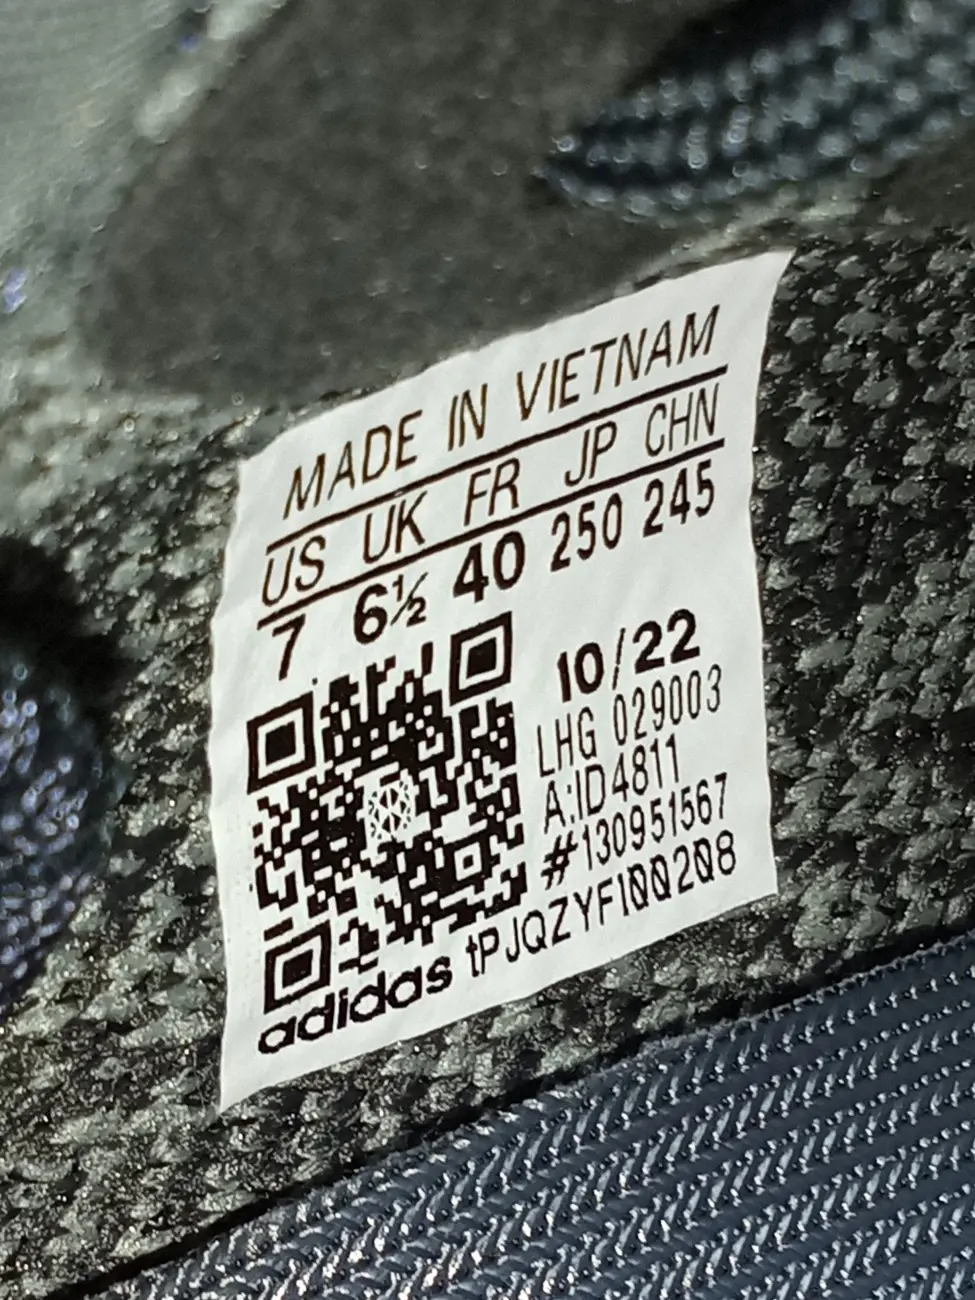 MADE IN VIETNAM
US UK FR JP CHN
7 6½ 40 250 245
10/22
LHG 029003
A:ID4811
#130951567
adidas tPJQZYF100208